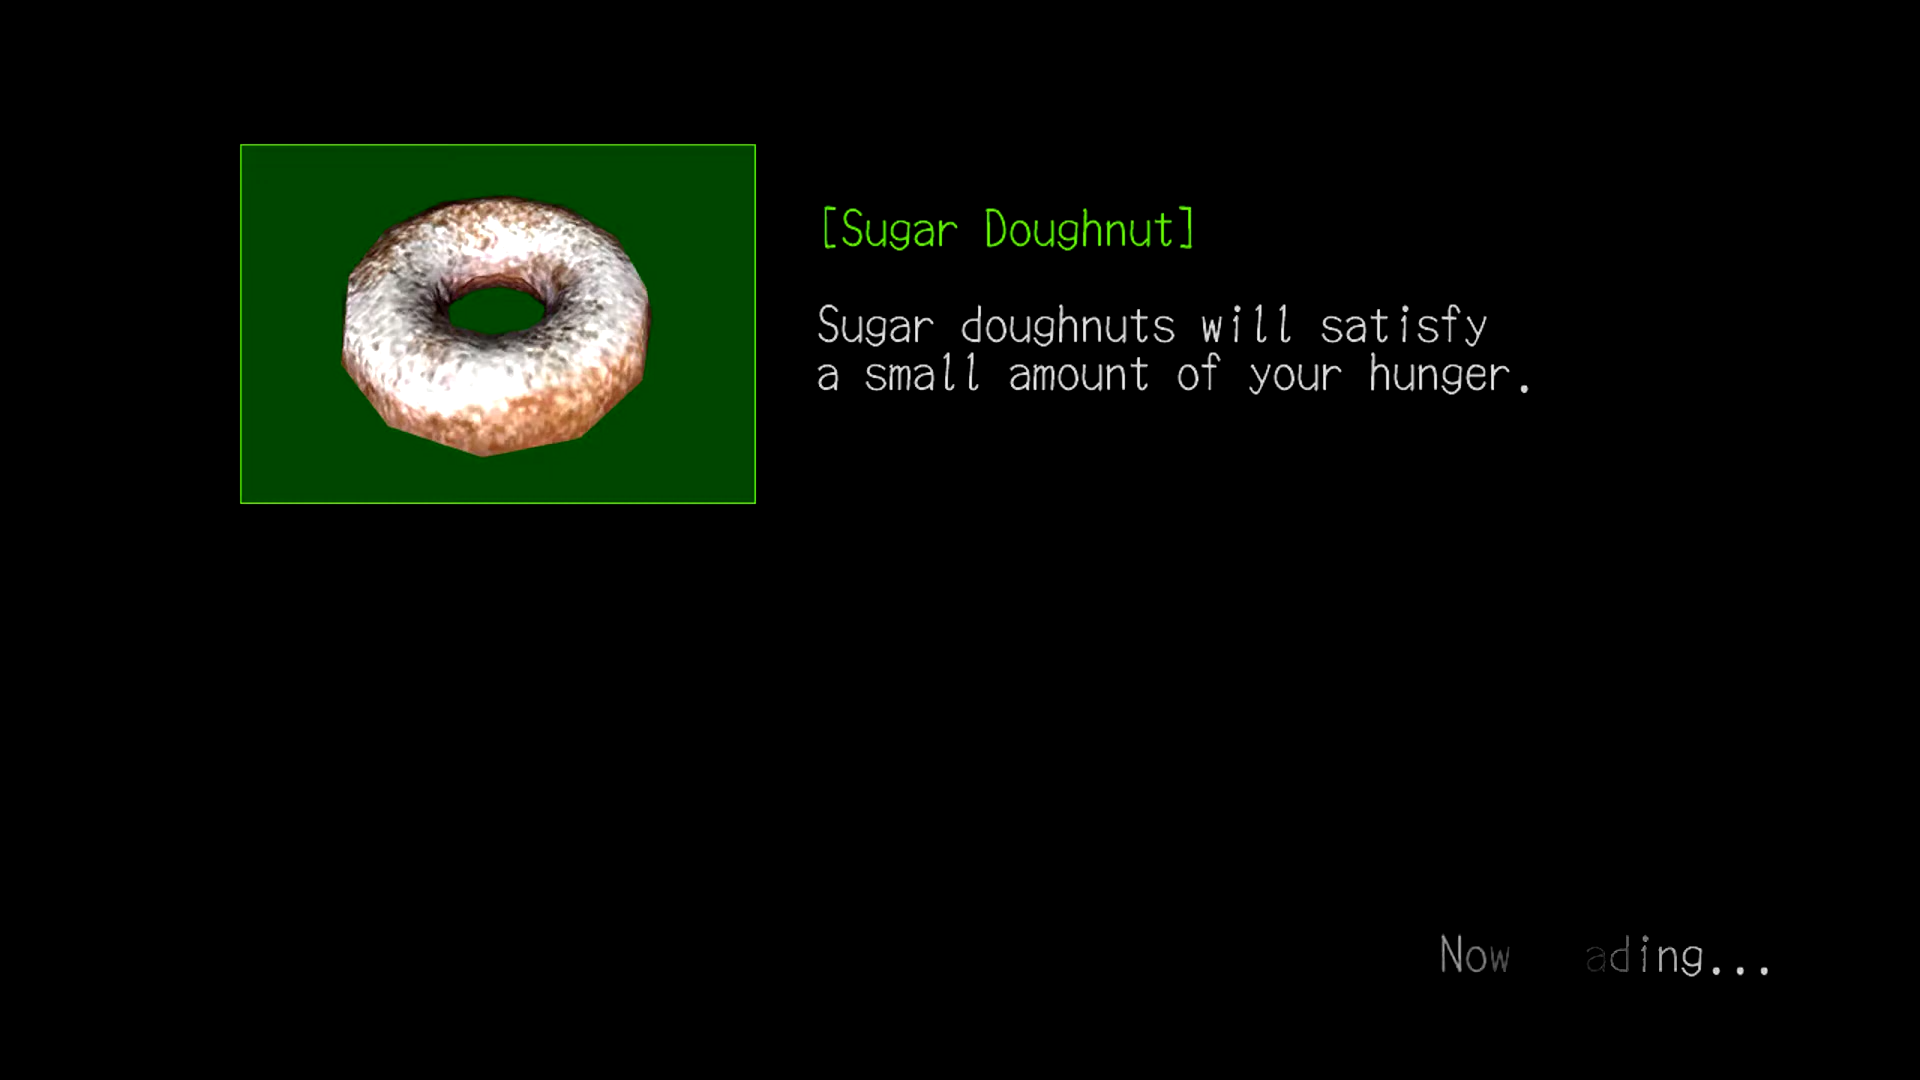 [Sugar Doughnut]
Sugar doughnuts will satisfy
a small amount of your hunger.
Now ading...